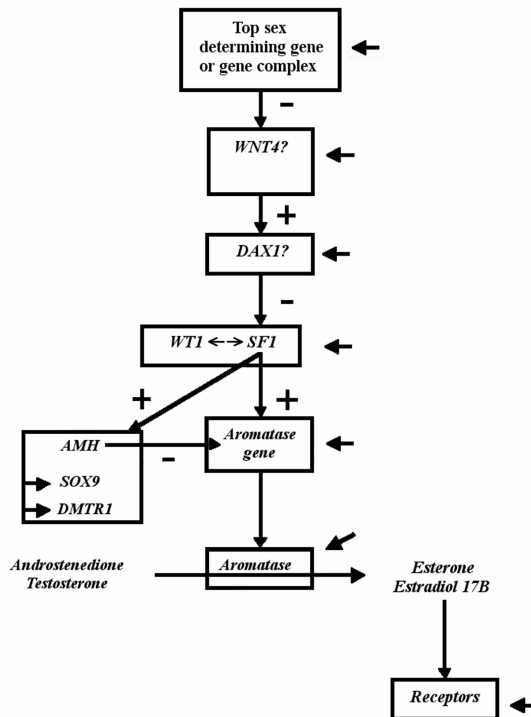 Top sex
determining gene
or gene complex
-
WNT4?
+
DAX1?
-
WT1 <--> SF1
+
+
AMH
-
Aromatase
gene
SOX9
DMTR1
Androstenedione
Testosterone
Aromatase
Esterone
Estradiol 17B
Receptors